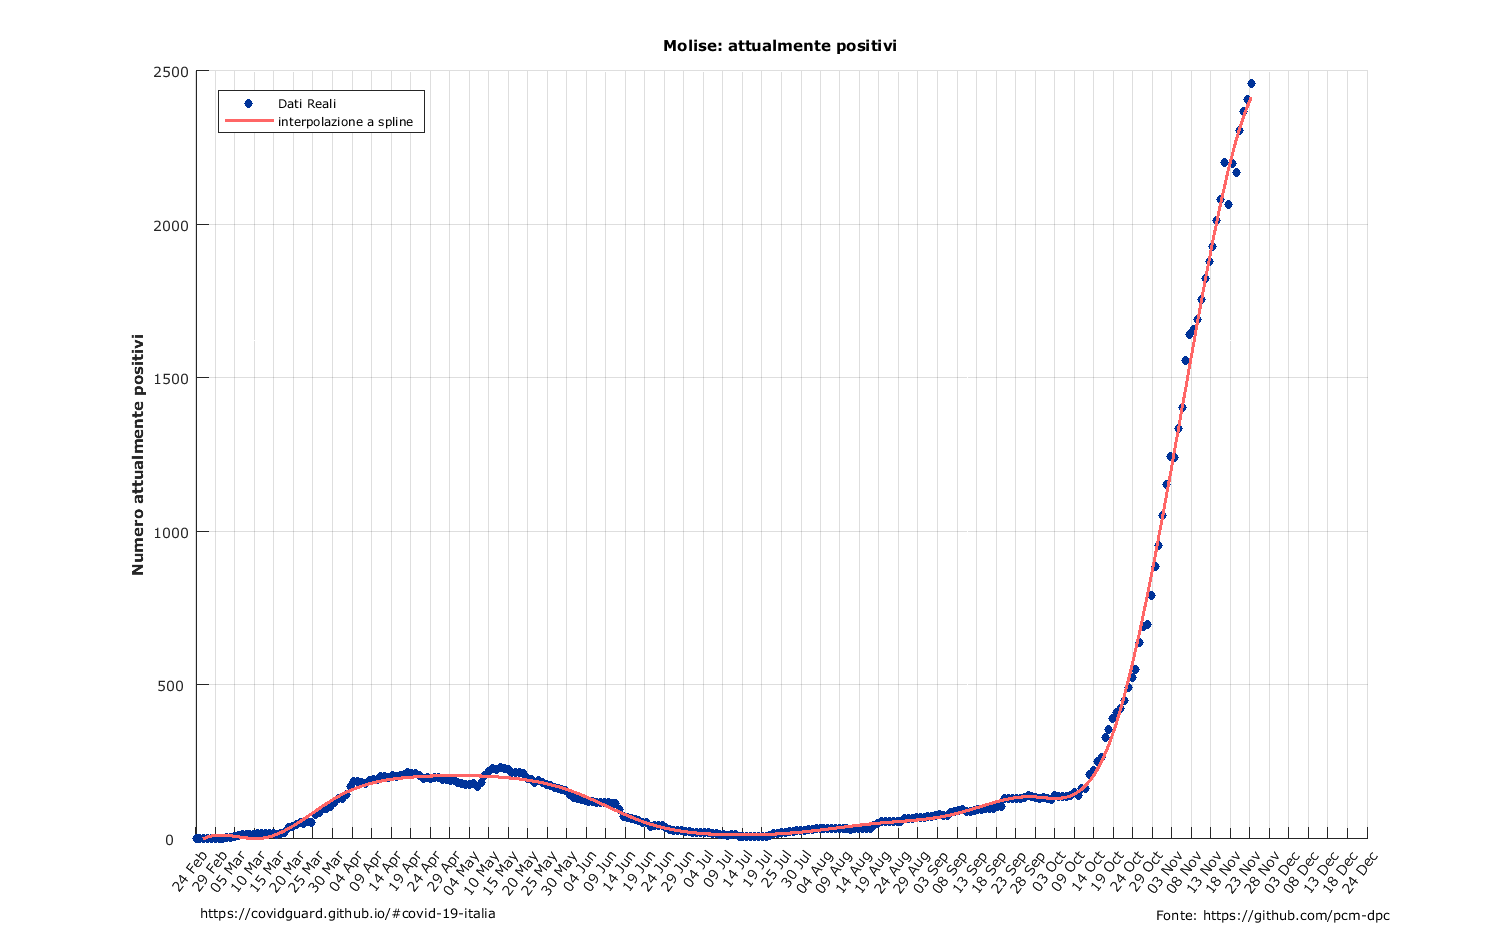 Molise: attualmente positivi
2500
2000
1500
1000
500
0
Numero attualmente positivi
Dati Reali
interpolazione a spline
24 Feb
29 Feb
05 Mar
10 Mar
15 Mar
20 Mar
25 Mar
30 Mar
04 Apr
09 Apr
14 Apr
19 Apr
24 Apr
29 Apr
04 May
10 May
15 May
20 May
25 May
30 May
04 Jun
09 Jun
14 Jun
19 Jun
24 Jun
29 Jun
04 Jul
09 Jul
14 Jul
19 Jul
25 Jul
30 Jul
04 Aug
09 Aug
14 Aug
19 Aug
24 Aug
29 Aug
03 Sep
08 Sep
13 Sep
18 Sep
23 Sep
28 Sep
03 Oct
09 Oct
14 Oct
19 Oct
24 Oct
29 Oct
03 Nov
08 Nov
13 Nov
18 Nov
23 Nov
28 Nov
03 Dec
08 Dec
13 Dec
18 Dec
24 Dec
https://covidguard.github.io/#covid-19-italia
Fonte: https://github.com/pcm-dpc